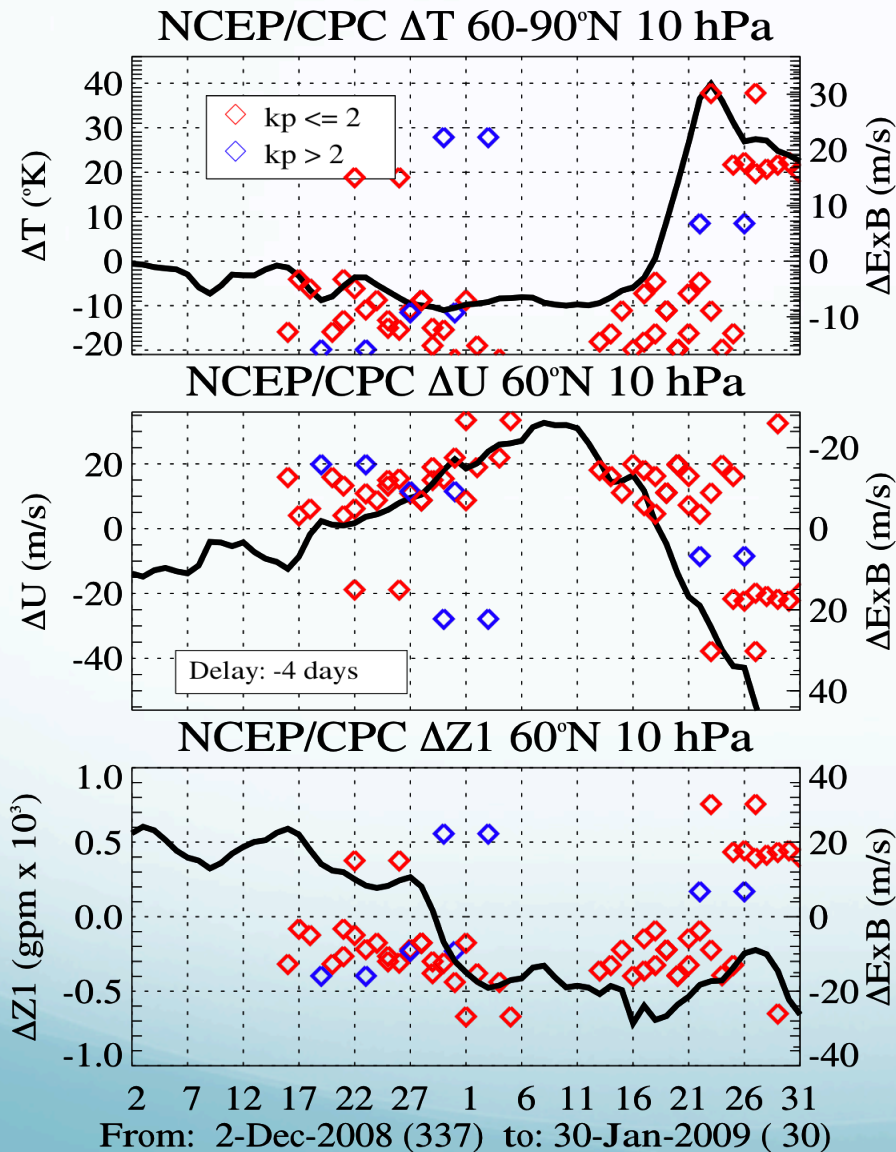 NCEP/CPC ΔT 60-90°N 10 hPa
40
30
20
10
0
-10
-20
ΔT (°K)
kp <= 2
kp > 2
30
20
10
0
-10
ΔExB (m/s)
NCEP/CPC ΔU 60°N 10 hPa
20
0
-20
-40
ΔU (m/s)
Delay: -4 days
-20
0
20
40
ΔExB (m/s)
NCEP/CPC ΔZ1 60°N 10 hPa
1.0
0.5
0.0
-0.5
-1.0
ΔZ1 (gpm x 10³)
40
20
0
-20
-40
ΔExB (m/s)
2 7 12 17 22 27 1 6 11 16 21 26 31
From: 2-Dec-2008 (337) to: 30-Jan-2009 ( 30)